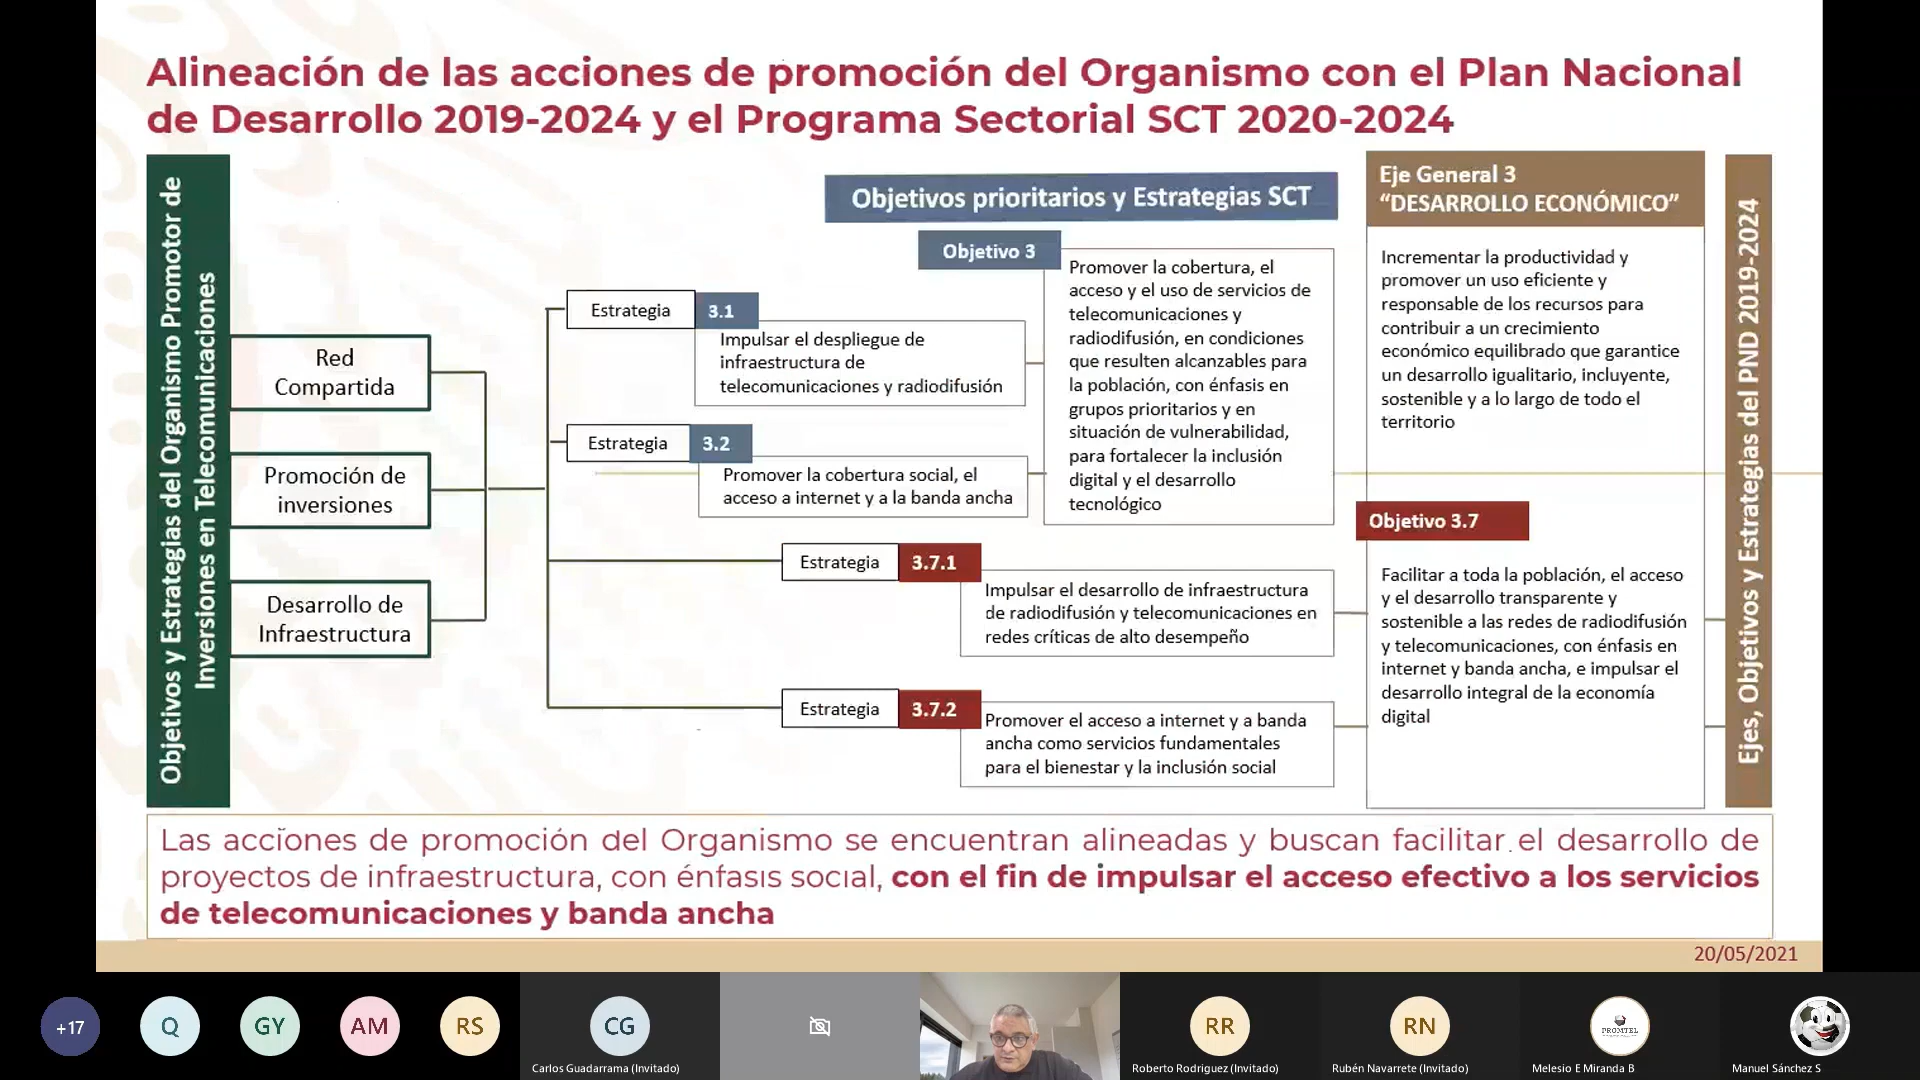 Alineación de las acciones de promoción del Organismo con el Plan Nacional
de Desarrollo 2019-2024 y el Programa Sectorial SCT 2020-2024
Objetivos y Estrategias del Organismo Promotor de
Inversiones en Telecomunicaciones
Red
Compartida
Promoción de
inversiones
Desarrollo de
Infraestructura
Objetivos prioritarios y Estrategias SCT
Objetivo 3
Promover la cobertura, el
acceso y el uso de servicios de
telecomunicaciones y
radiodifusión, en condiciones
que resulten alcanzables para
la población, con énfasis en
grupos prioritarios y en
situación de vulnerabilidad,
para fortalecer la inclusión
digital y el desarrollo
tecnológico
Estrategia 3.1
Impulsar el despliegue de
infraestructura de
telecomunicaciones y radiodifusión
Estrategia 3.2
Promover la cobertura social, el
acceso a internet y a la banda ancha
Estrategia 3.7.1
Impulsar el desarrollo de infraestructura
de radiodifusión y telecomunicaciones en
redes críticas de alto desempeño
Estrategia 3.7.2
Promover el acceso a internet y a banda
ancha como servicios fundamentales
para el bienestar y la inclusión social
Eje General 3
“DESARROLLO ECONÓMICO”
Incrementar la productividad y
promover un uso eficiente y
responsable de los recursos para
contribuir a un crecimiento
económico equilibrado que garantice
un desarrollo igualitario, incluyente,
sostenible y a lo largo de todo el
territorio
Objetivo 3.7
Facilitar a toda la población, el acceso
y el desarrollo transparente y
sostenible a las redes de radiodifusión
y telecomunicaciones, con énfasis en
internet y banda ancha, e impulsar el
desarrollo integral de la economía
digital
Ejes, Objetivos y Estrategias del PND 2019-2024
Las acciones de promoción del Organismo se encuentran alineadas y buscan facilitar el desarrollo de
proyectos de infraestructura, con énfasis social, con el fin de impulsar el acceso efectivo a los servicios
de telecomunicaciones y banda ancha
20/05/2021
+17
Q
GY
AM
RS
CG
Carlos Guadarrama (Invitado)
RR
Roberto Rodriguez (Invitado)
RN
Rubén Navarrete (Invitado)
PROMTEL
Melesio E Miranda B
Manuel Sánchez S